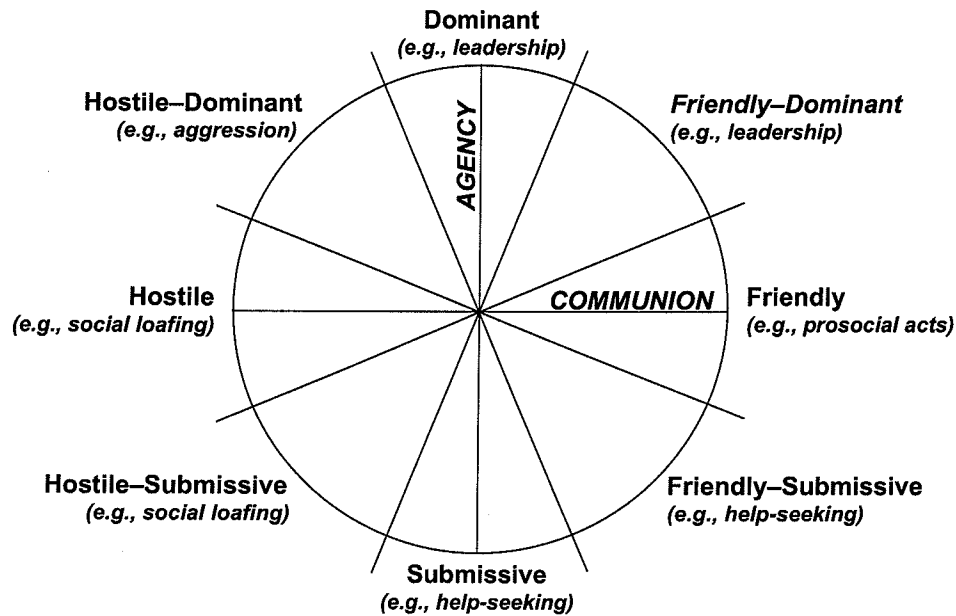 Dominant
(e.g., leadership)
Hostile–Dominant
(e.g., aggression)
Friendly–Dominant
(e.g., leadership)
AGENCY
Hostile
(e.g., social loafing)
COMMUNION
Friendly
(e.g., prosocial acts)
Hostile–Submissive
(e.g., social loafing)
Friendly–Submissive
(e.g., help-seeking)
Submissive
(e.g., help-seeking)